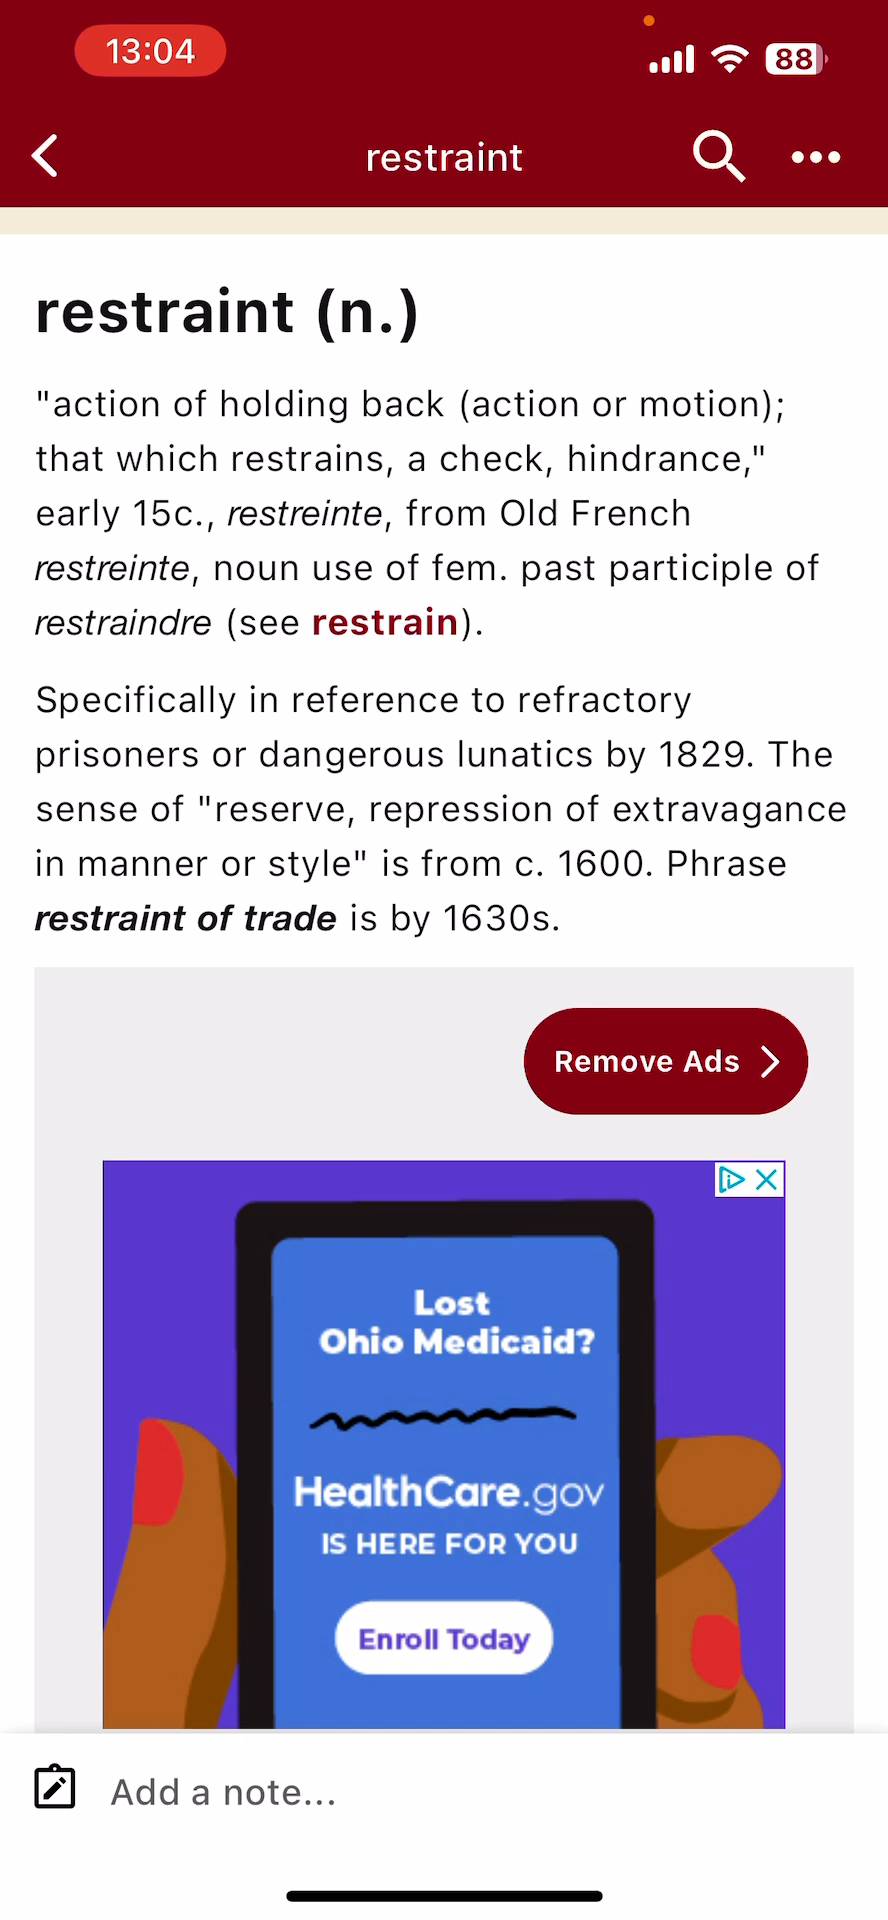 13:04
88
restraint
restraint (n.)
"action of holding back (action or motion);
that which restrains, a check, hindrance,"
early 15c., restreinte, from Old French
restreinte, noun use of fem. past participle of
restraindre (see restrain).
Specifically in reference to refractory
prisoners or dangerous lunatics by 1829. The
sense of "reserve, repression of extravagance
in manner or style" is from c. 1600. Phrase
restraint of trade is by 1630s.
Remove Ads
Lost
Ohio Medicaid?
HealthCare.gov
IS HERE FOR YOU
Enroll Today
Add a note...